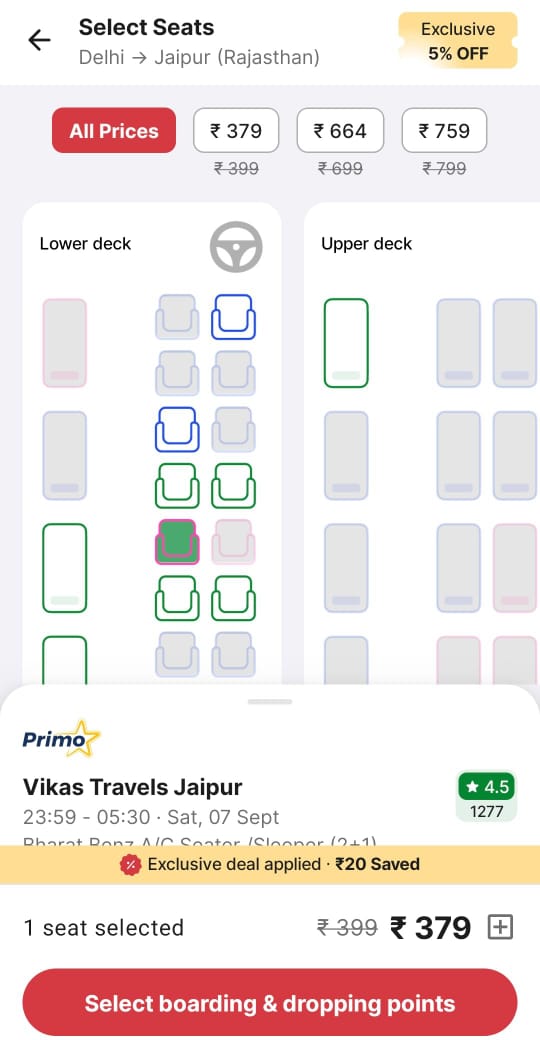 Select Seats
Delhi → Jaipur (Rajasthan)
Exclusive
5% OFF
All Prices
₹ 379
₹ 664
₹ 759
₹ 399
₹ 699
₹ 799
Lower deck
Upper deck
Primo
Vikas Travels Jaipur
4.5
23:59 - 05:30 · Sat, 07 Sept
1277
Bharat Benz A/C Seater /Sleeper (2+1)
Exclusive deal applied · ₹20 Saved
1 seat selected
₹ 399 ₹ 379
Select boarding & dropping points